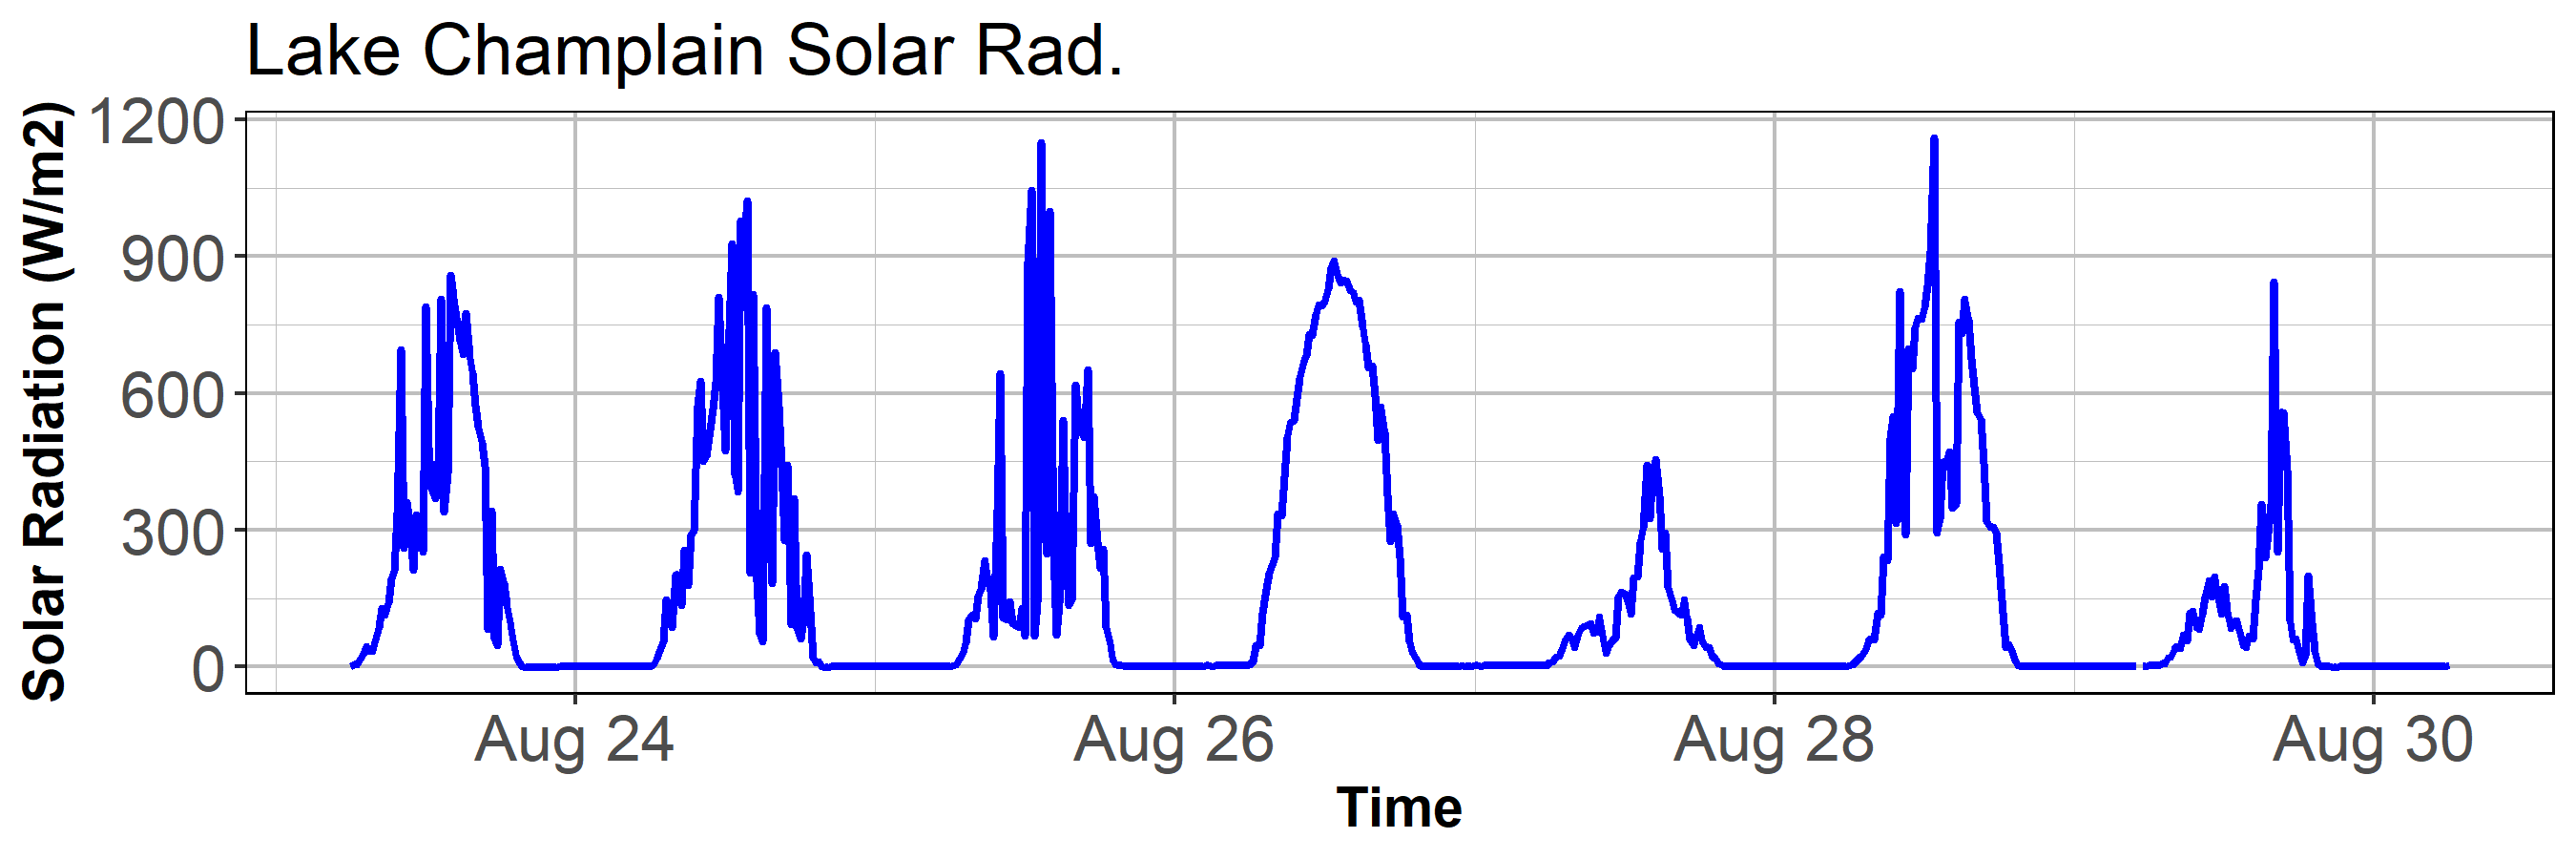 Lake Champlain Solar Rad.
Solar Radiation (W/m2)
1200
900
600
300
0
Aug 24 Aug 26 Aug 28 Aug 30
Time